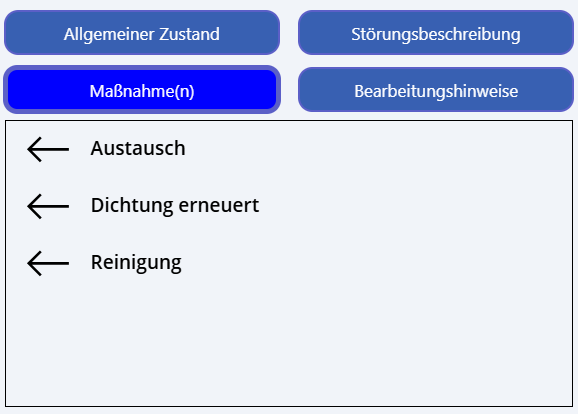 Allgemeiner Zustand
Störungsbeschreibung
Maßnahme(n)
Bearbeitungshinweise
Austausch
Dichtung erneuert
Reinigung